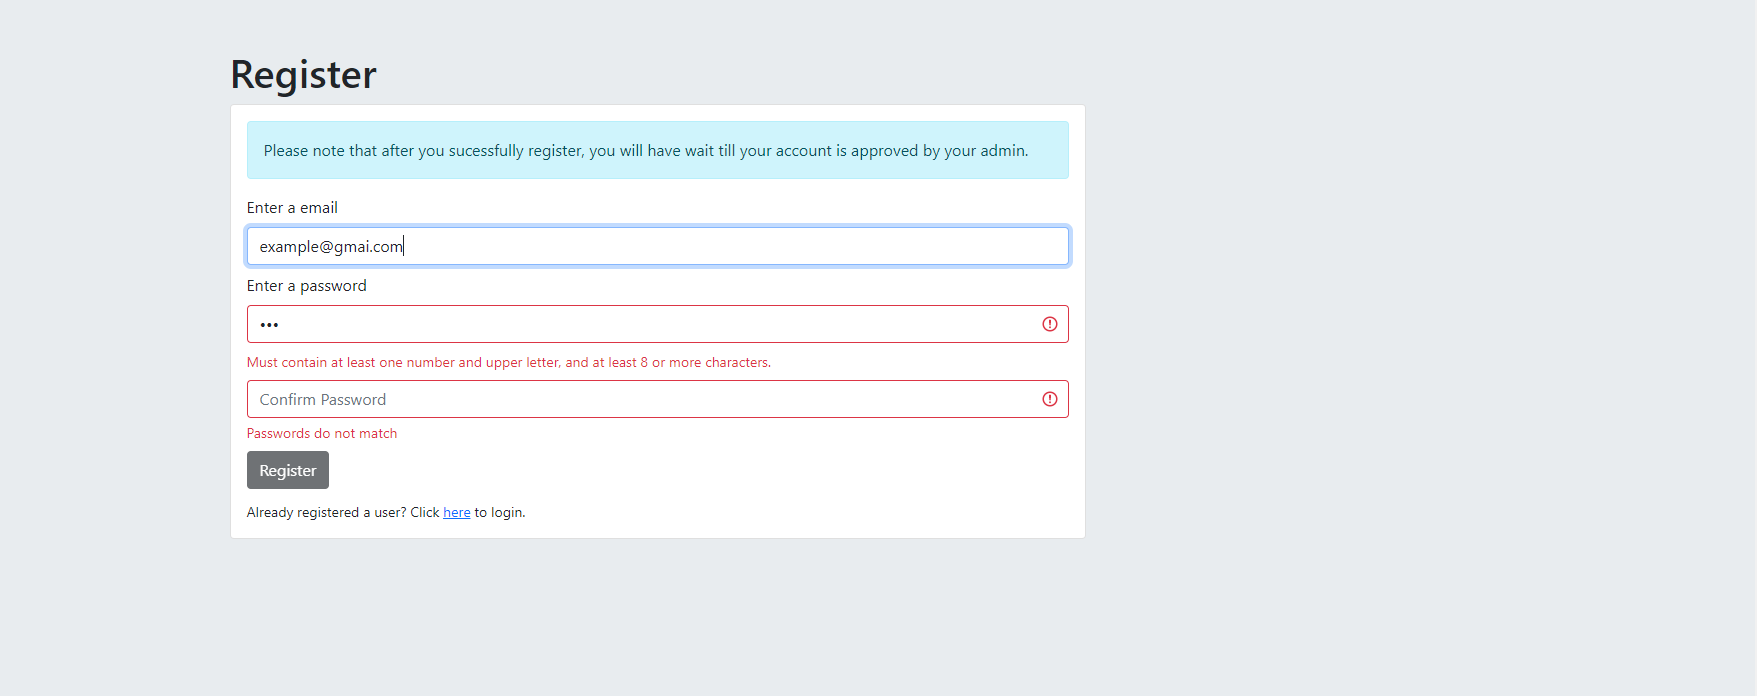 Register
Please note that after you sucessfully register, you will have wait till your account is approved by your admin.
Enter a email
example@gmai.com
Enter a password
•••
Must contain at least one number and upper letter, and at least 8 or more characters.
Confirm Password
Passwords do not match
Register
Already registered a user? Click here to login.